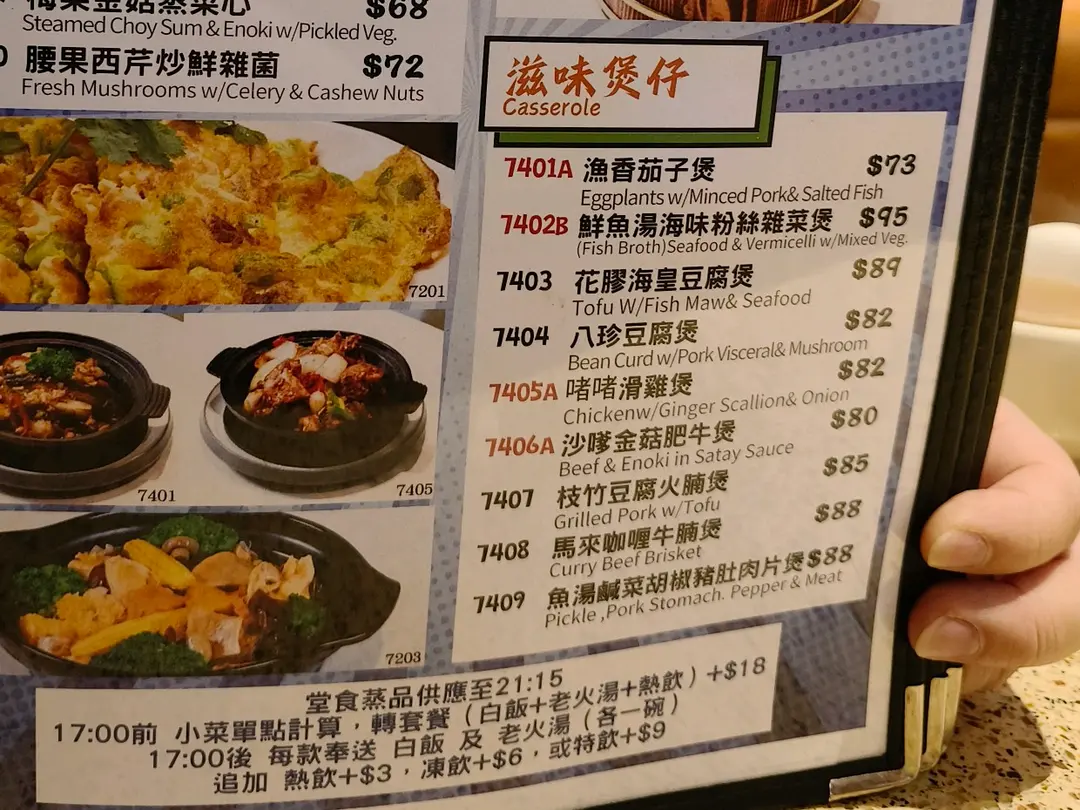 $68
Steamed Choy Sum & Enoki w/Pickled Veg.
腰果西芹炒鮮雜菌 $72
Fresh Mushrooms w/Celery & Cashew Nuts
7201
7401
7405
7203
滋味煲仔
Casserole
7401A 漁香茄子煲 $73
Eggplants w/Minced Pork& Salted Fish
7402B 鮮魚湯海味粉絲雜菜煲 $95
(Fish Broth)Seafood & Vermicelli w/Mixed Veg.
7403 花膠海皇豆腐煲 $89
Tofu W/Fish Maw& Seafood
7404 八珍豆腐煲 $82
Bean Curd w/Pork Visceral& Mushroom
7405A 啫啫滑雞煲 $82
Chickenw/Ginger Scallion& Onion
7406A 沙嗲金菇肥牛煲 $80
Beef & Enoki in Satay Sauce
7407 枝竹豆腐火腩煲 $85
Grilled Pork w/Tofu
7408 馬來咖喱牛腩煲 $88
Curry Beef Brisket
7409 魚湯鹹菜胡椒豬肚肉片煲 $88
Pickle ,Pork Stomach. Pepper & Meat
堂食蒸品供應至21:15
17:00前 小菜單點計算，轉套餐（白飯+老火湯+熱飲）+$18
17:00後 每款奉送 白飯 及 老火湯（各一碗）
追加 熱飲+$3，凍飲+$6，或特飲+$9